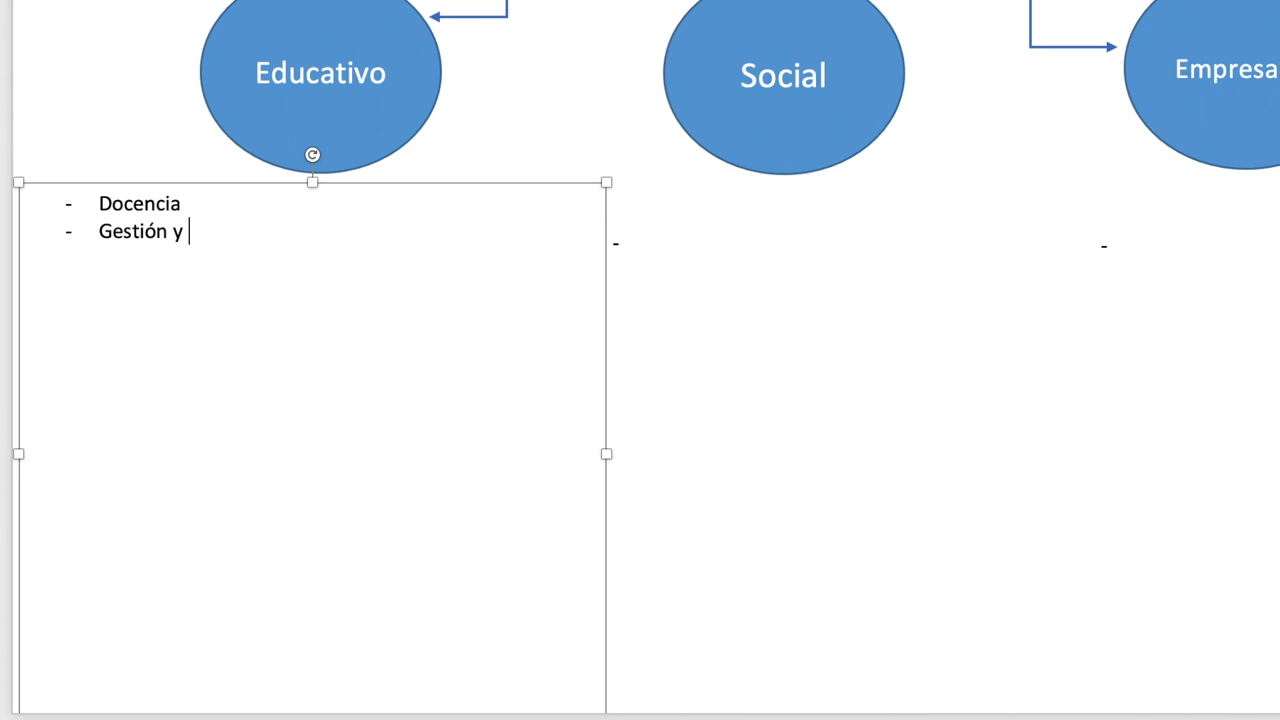 Educativo
Social
Empresa
- Docencia
- Gestión y
-
-